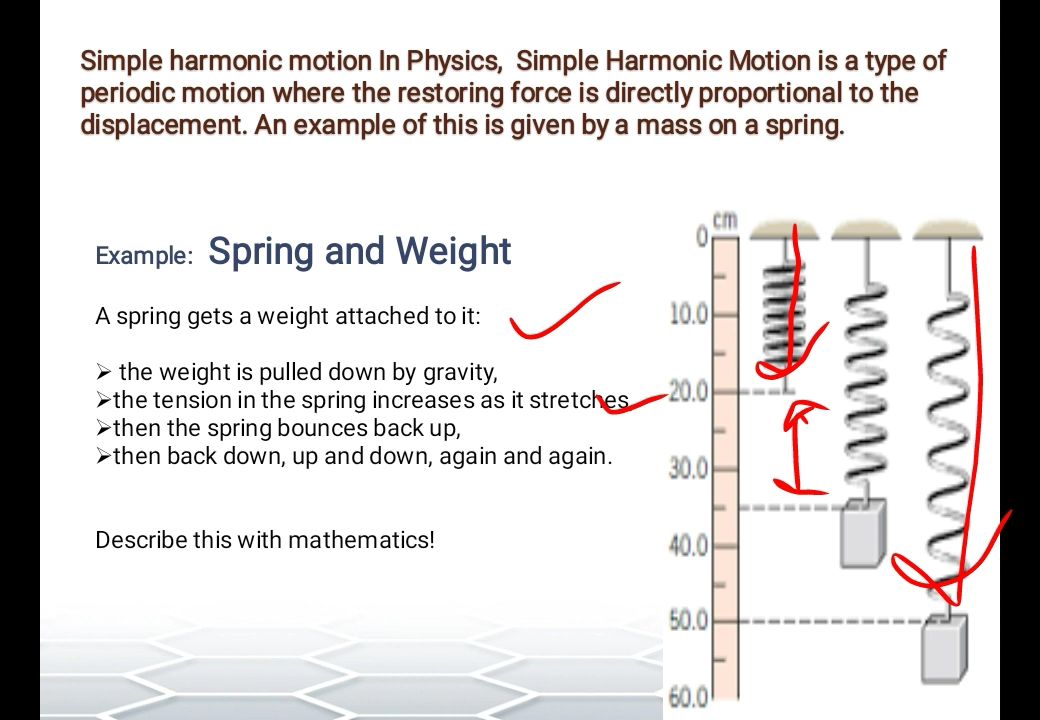 Simple harmonic motion In Physics,  Simple Harmonic Motion is a type of
periodic motion where the restoring force is directly proportional to the
displacement. An example of this is given by a mass on a spring.
Example: Spring and Weight
A spring gets a weight attached to it:
➢ the weight is pulled down by gravity,
➢the tension in the spring increases as it stretches
➢then the spring bounces back up,
➢then back down, up and down, again and again.
Describe this with mathematics!
cm
0
10.0
20.0
30.0
40.0
50.0
60.0